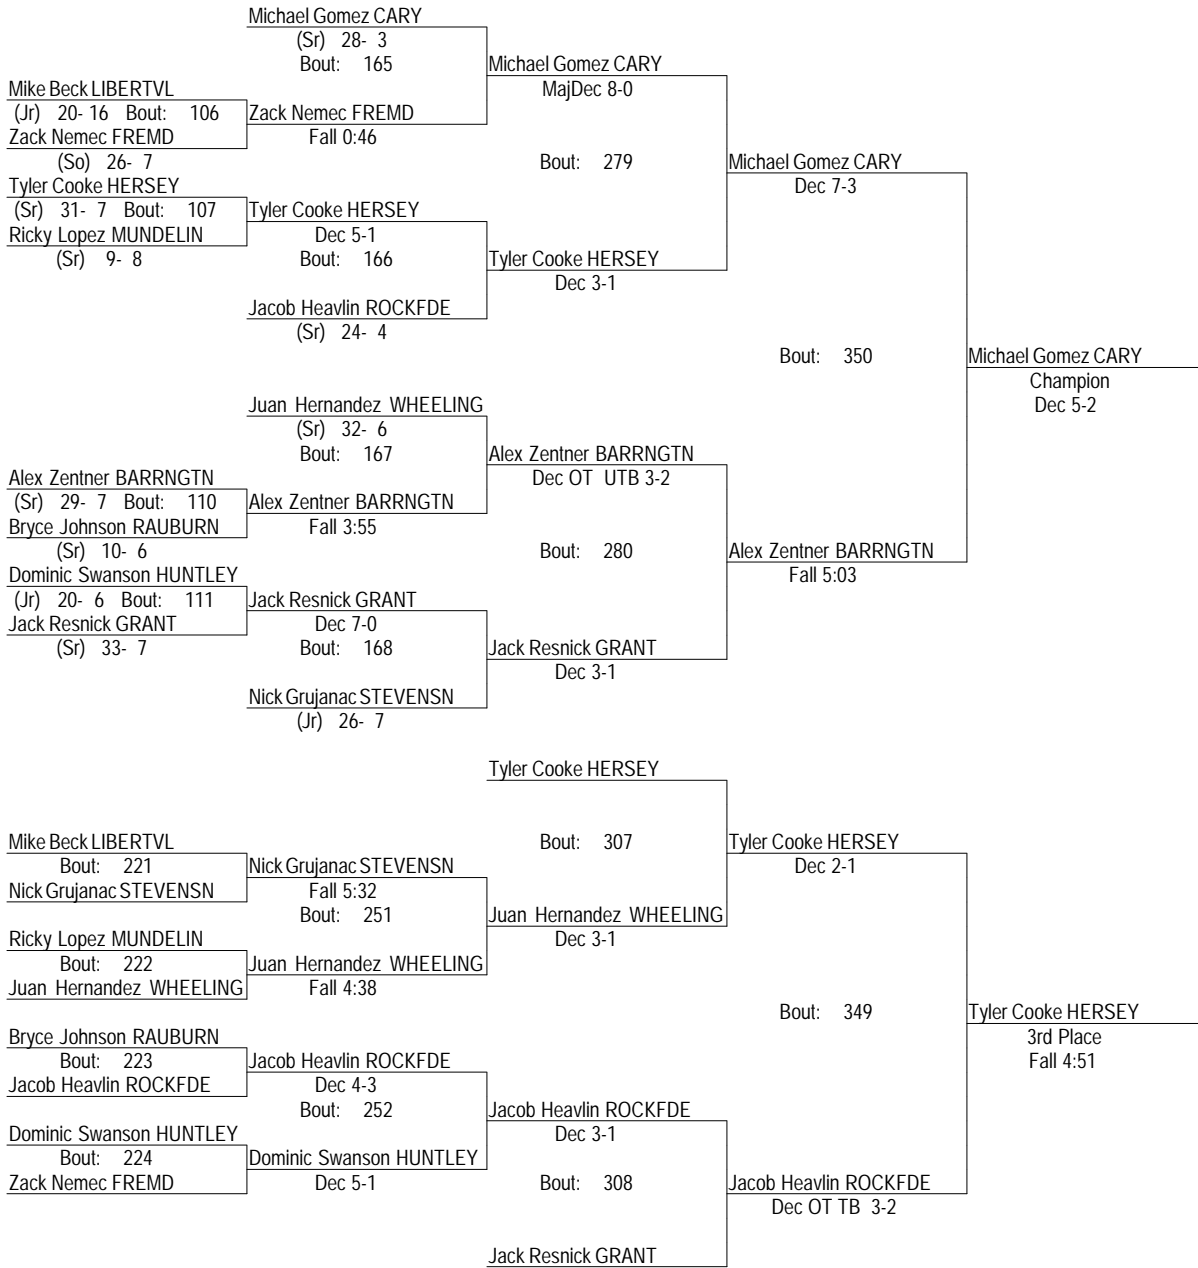 Michael Gomez CARY
(Sr) 28- 3
Bout: 165
Michael Gomez CARY
Mike Beck LIBERTVL
MajDec 8-0
(Jr) 20- 16 Bout: 106
Zack Nemec FREMD
Zack Nemec FREMD
Fall 0:46
(So) 26- 7
Bout: 279
Michael Gomez CARY
Tyler Cooke HERSEY
Dec 7-3
(Sr) 31- 7 Bout: 107
Tyler Cooke HERSEY
Ricky Lopez MUNDELIN
Dec 5-1
(Sr) 9- 8
Bout: 166
Tyler Cooke HERSEY
Dec 3-1
Jacob Heavlin ROCKFDE
(Sr) 24- 4
Bout: 350
Michael Gomez CARY
Champion
Dec 5-2
Juan Hernandez WHEELING
(Sr) 32- 6
Bout: 167
Alex Zentner BARRNGTN
Alex Zentner BARRNGTN
Dec OT UTB 3-2
(Sr) 29- 7 Bout: 110
Alex Zentner BARRNGTN
Bryce Johnson RAUBURN
Fall 3:55
(Sr) 10- 6
Bout: 280
Alex Zentner BARRNGTN
Dominic Swanson HUNTLEY
Fall 5:03
(Jr) 20- 6 Bout: 111
Jack Resnick GRANT
Jack Resnick GRANT
Dec 7-0
(Sr) 33- 7
Bout: 168
Jack Resnick GRANT
Dec 3-1
Nick Grujanac STEVENSN
(Jr) 26- 7
Tyler Cooke HERSEY
Mike Beck LIBERTVL
Bout: 307
Tyler Cooke HERSEY
Bout: 221
Nick Grujanac STEVENSN
Dec 2-1
Nick Grujanac STEVENSN
Fall 5:32
Bout: 251
Juan Hernandez WHEELING
Ricky Lopez MUNDELIN
Dec 3-1
Bout: 222
Juan Hernandez WHEELING
Juan Hernandez WHEELING
Fall 4:38
Bout: 349
Tyler Cooke HERSEY
Bryce Johnson RAUBURN
3rd Place
Bout: 223
Jacob Heavlin ROCKFDE
Fall 4:51
Jacob Heavlin ROCKFDE
Dec 4-3
Bout: 252
Jacob Heavlin ROCKFDE
Dominic Swanson HUNTLEY
Dec 3-1
Bout: 224
Dominic Swanson HUNTLEY
Zack Nemec FREMD
Dec 5-1
Bout: 308
Jacob Heavlin ROCKFDE
Dec OT TB 3-2
Jack Resnick GRANT